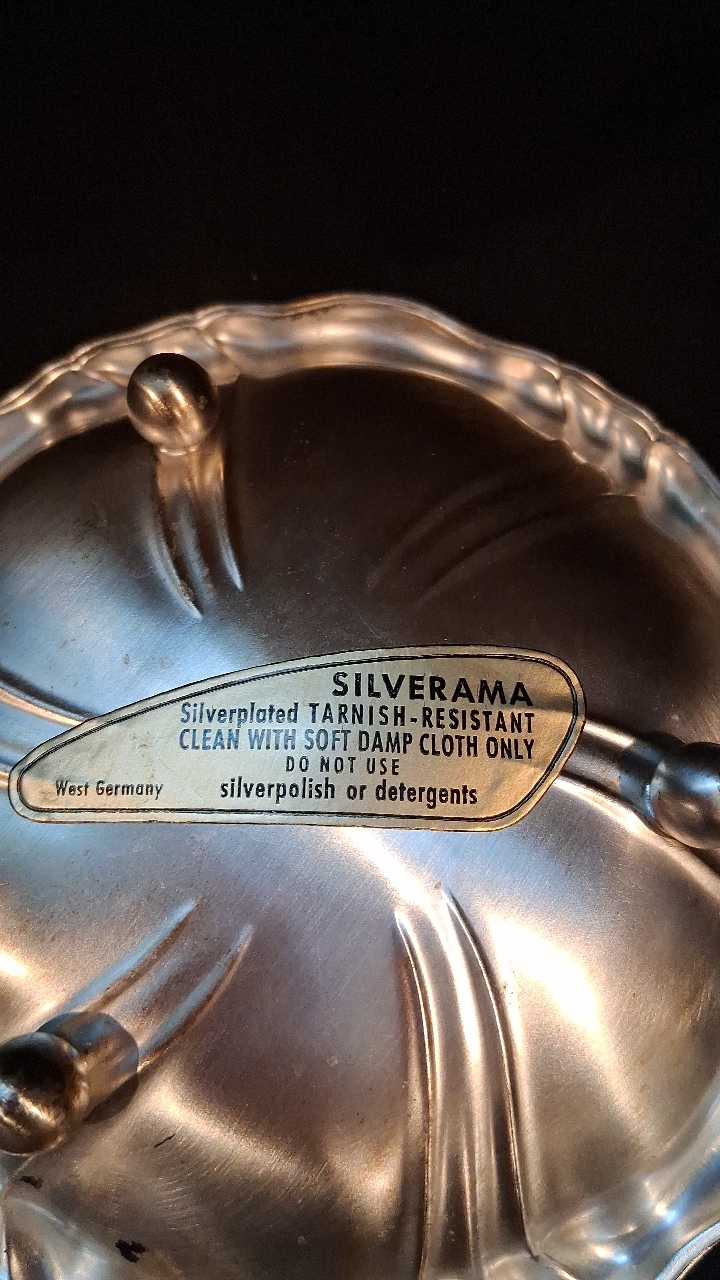 SILVERAMA
Silverplated TARNISH-RESISTANT
CLEAN WITH SOFT DAMP CLOTH ONLY
DO NOT USE
West Germany silverpolish or detergents